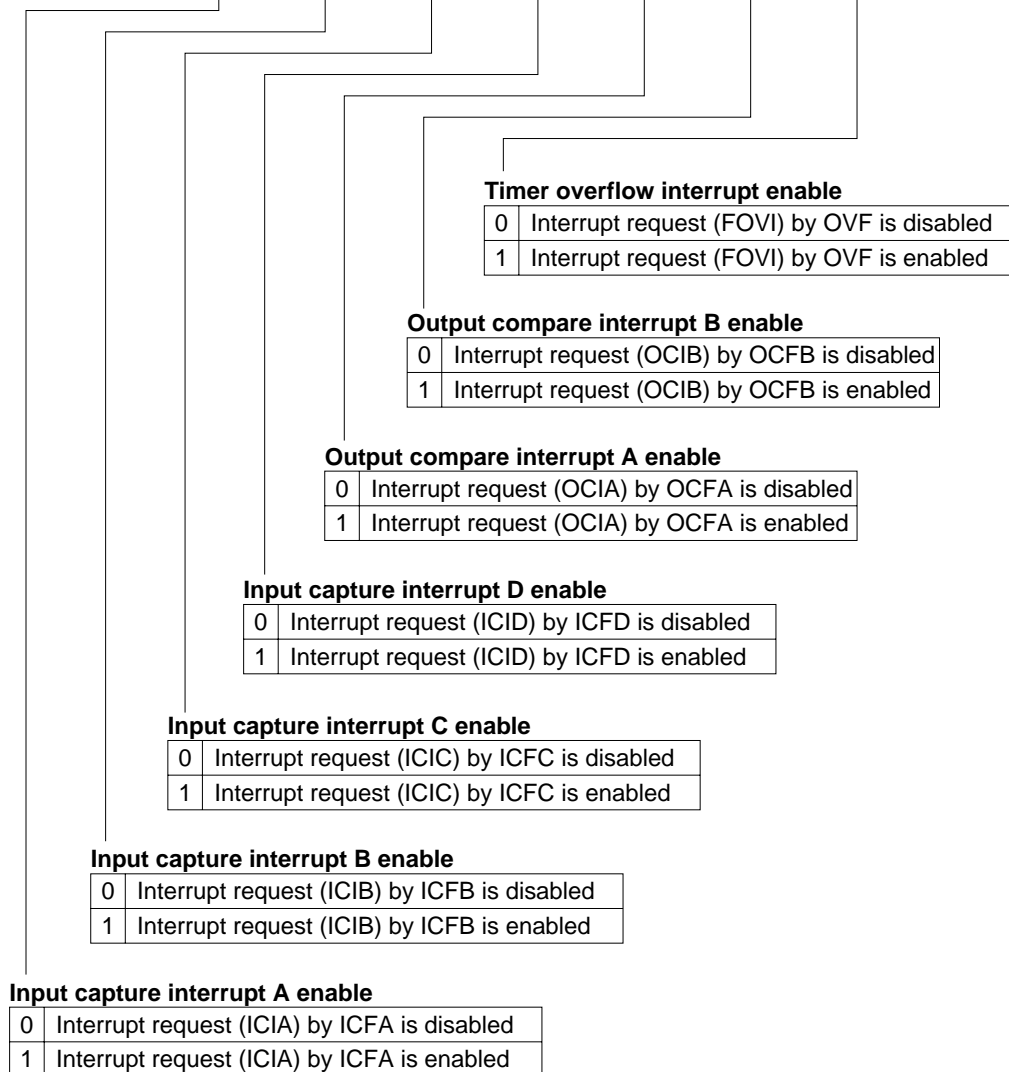 Timer overflow interrupt enable
0 Interrupt request (FOVI) by OVF is disabled
1 Interrupt request (FOVI) by OVF is enabled
Output compare interrupt B enable
0 Interrupt request (OCIB) by OCFB is disabled
1 Interrupt request (OCIB) by OCFB is enabled
Output compare interrupt A enable
0 Interrupt request (OCIA) by OCFA is disabled
1 Interrupt request (OCIA) by OCFA is enabled
Input capture interrupt D enable
0 Interrupt request (ICID) by ICFD is disabled
1 Interrupt request (ICID) by ICFD is enabled
Input capture interrupt C enable
0 Interrupt request (ICIC) by ICFC is disabled
1 Interrupt request (ICIC) by ICFC is enabled
Input capture interrupt B enable
0 Interrupt request (ICIB) by ICFB is disabled
1 Interrupt request (ICIB) by ICFB is enabled
Input capture interrupt A enable
0 Interrupt request (ICIA) by ICFA is disabled
1 Interrupt request (ICIA) by ICFA is enabled